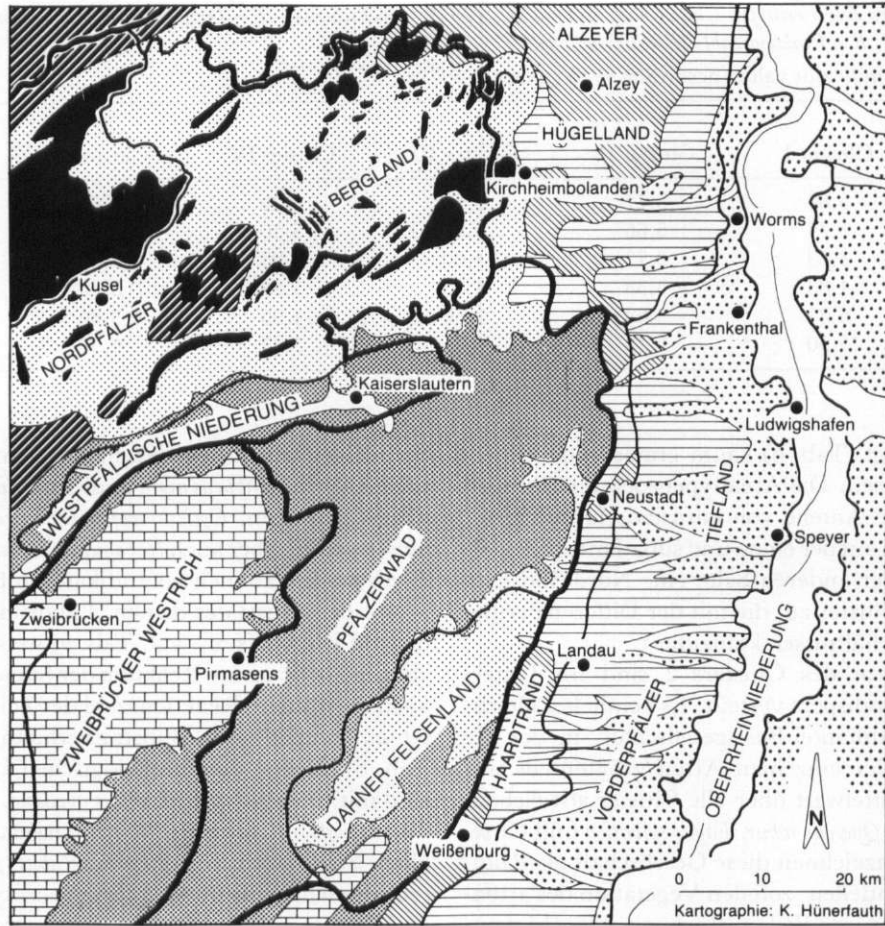 ALZEYER
Alzey
HÜGELLAND
BERGLAND
Kirchheimbolanden
Worms
Kusel
NORDPFÄLZER
Frankenthal
Kaiserslautern
WESTPFÄLZISCHE NIEDERUNG
Ludwigshafen
Neustadt
TIEFLAND
Speyer
PFÄLZERWALD
Zweibrücken
ZWEIBRÜCKER WESTRICH
Pirmasens
Landau
DAHNER FELSENLAND
HAARDTRAND
VORDERPFÄLZER
OBERRHEINNIEDERUNG
N
Weißenburg
0 10 20 km
Kartographie: K. Hünerfauth